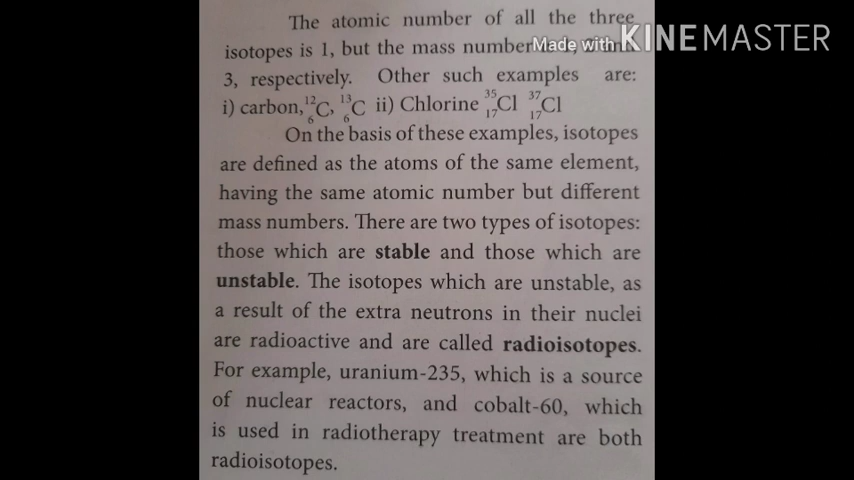 The atomic number of all the three
isotopes is 1, but the mass number
Made with KINEMASTER
3, respectively. Other such examples are:
i) carbon, ¹²₆C, ¹³₆C ii) Chlorine ³⁵₁₇Cl ³⁷₁₇Cl
On the basis of these examples, isotopes
are defined as the atoms of the same element,
having the same atomic number but different
mass numbers. There are two types of isotopes:
those which are stable and those which are
unstable. The isotopes which are unstable, as
a result of the extra neutrons in their nuclei
are radioactive and are called radioisotopes.
For example, uranium-235, which is a source
of nuclear reactors, and cobalt-60, which
is used in radiotherapy treatment are both
radioisotopes.